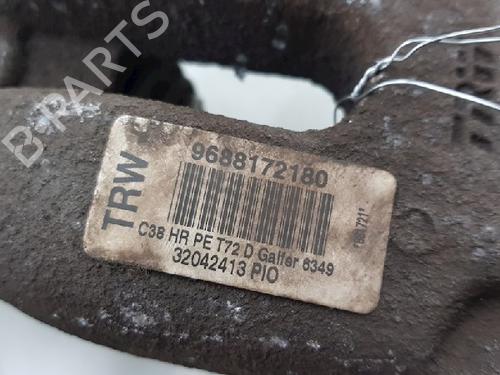 B-PARTS
TRW
9688172180
C38 HR PE T72 D Galfer 6349
32042413 PIO